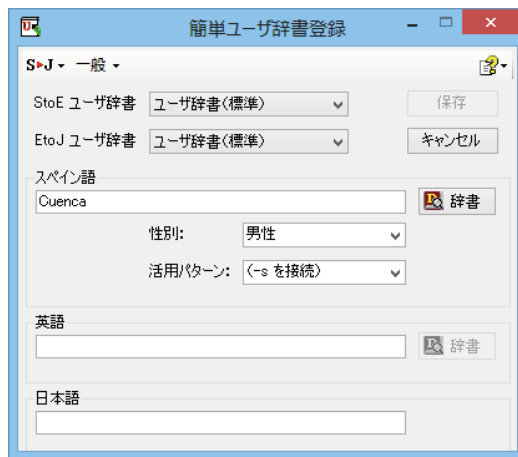 簡単ユーザ辞書登録
S▸J 一般
StoE ユーザ辞書 ユーザ辞書(標準) 保存
EtoJ ユーザ辞書 ユーザ辞書(標準) キャンセル
スペイン語
Cuenca 辞書
性別: 男性
活用パターン: (-s を接続)
英語
辞書
日本語